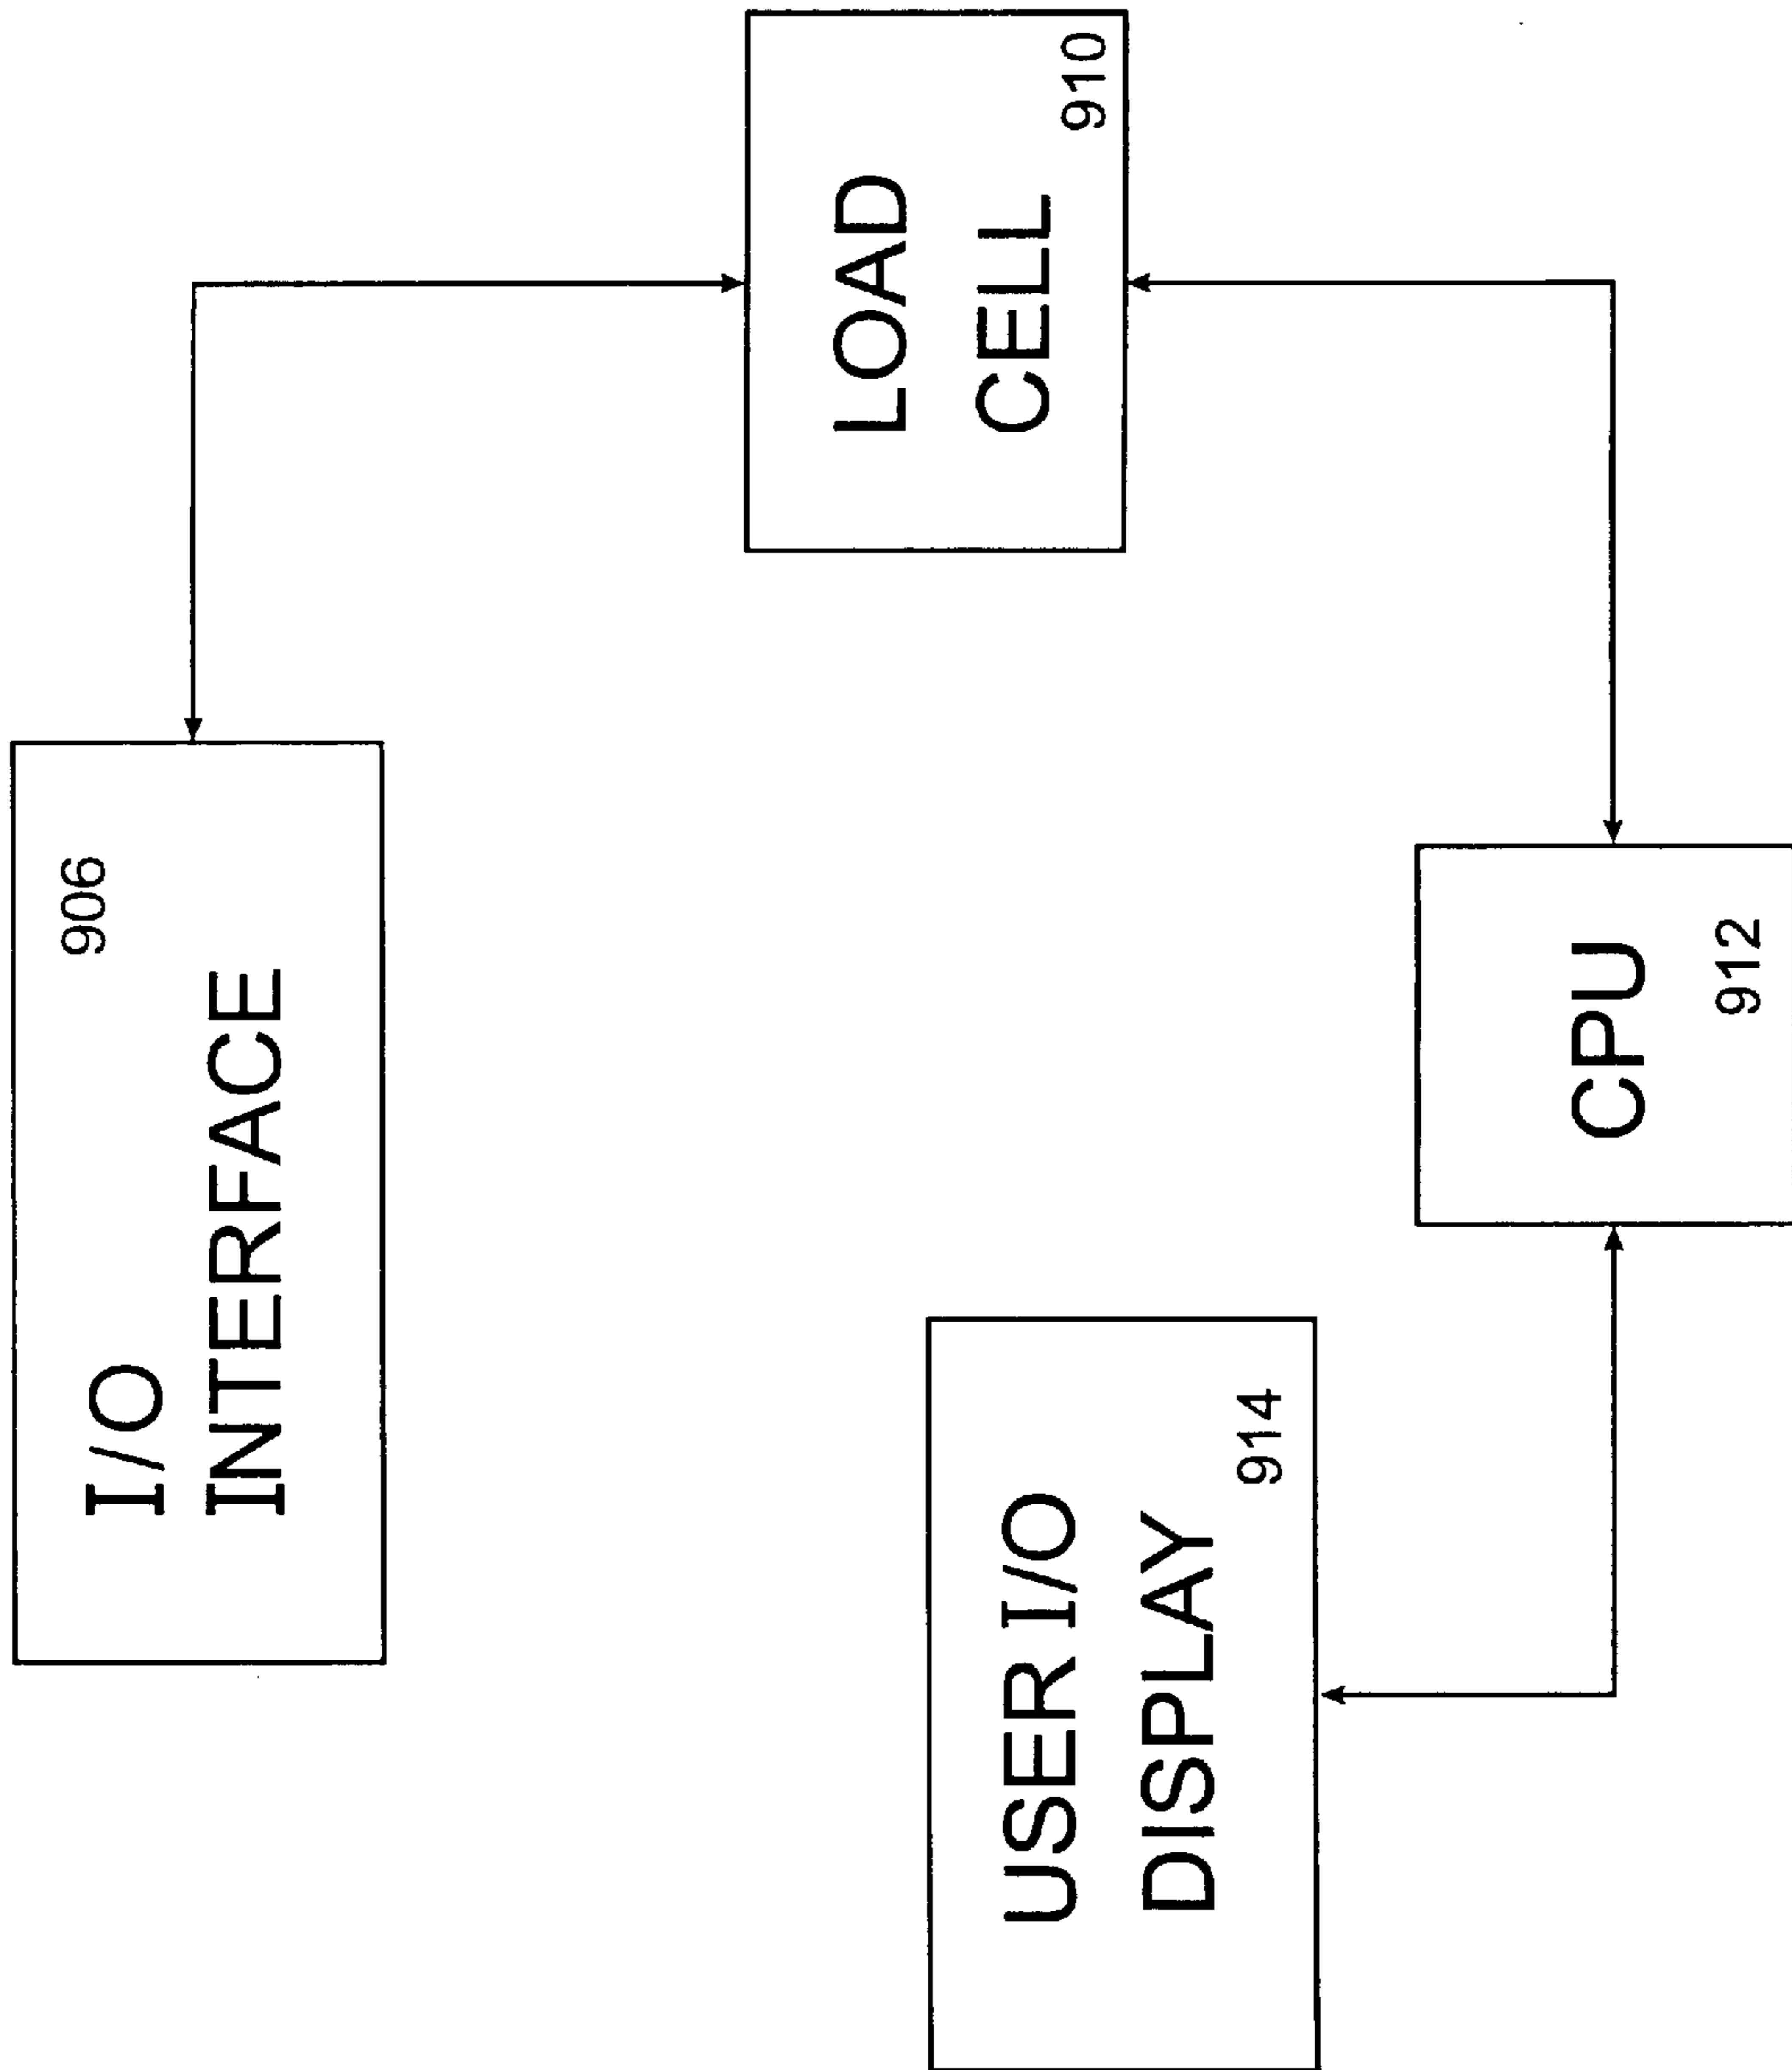 I/O
INTERFACE
906
LOAD
CELL
910
USER I/O
DISPLAY
914
CPU
912